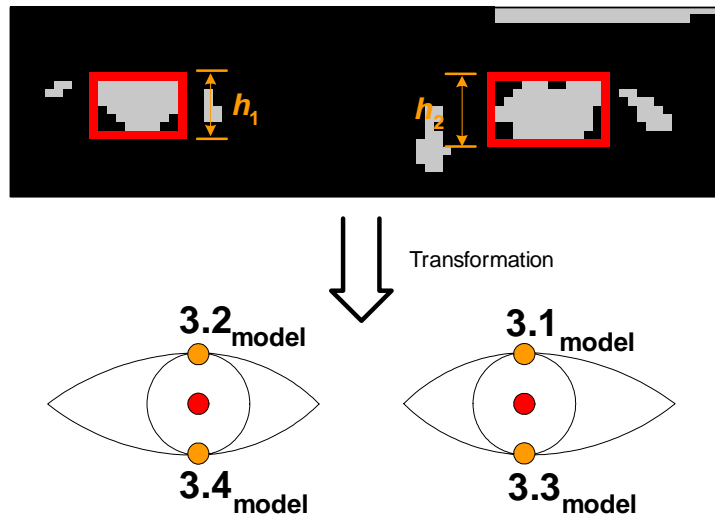 h1
h2
Transformation
3.2model
3.1model
3.4model
3.3model